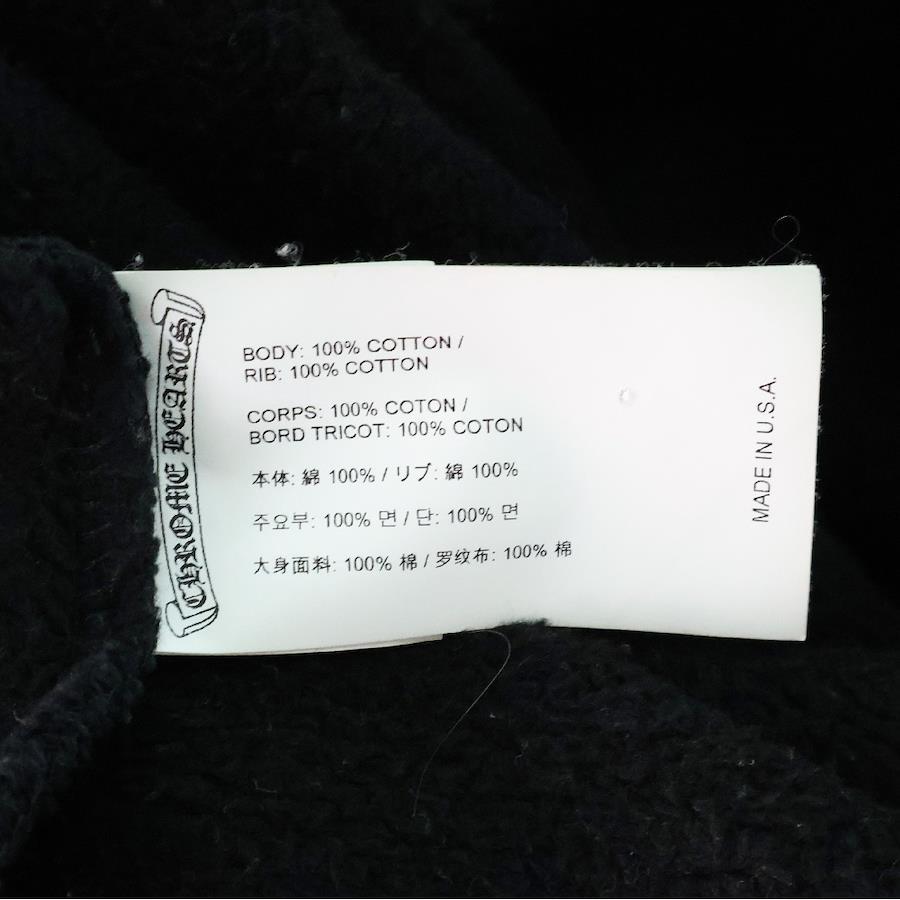 CHROME HEARTS
BODY: 100% COTTON /
RIB: 100% COTTON
CORPS: 100% COTON /
BORD TRICOT: 100% COTON
本体: 綿 100% / リブ: 綿 100%
주요부: 100% 면 / 단: 100% 면
大身面料: 100% 棉 / 罗纹布: 100% 棉
MADE IN U.S.A.